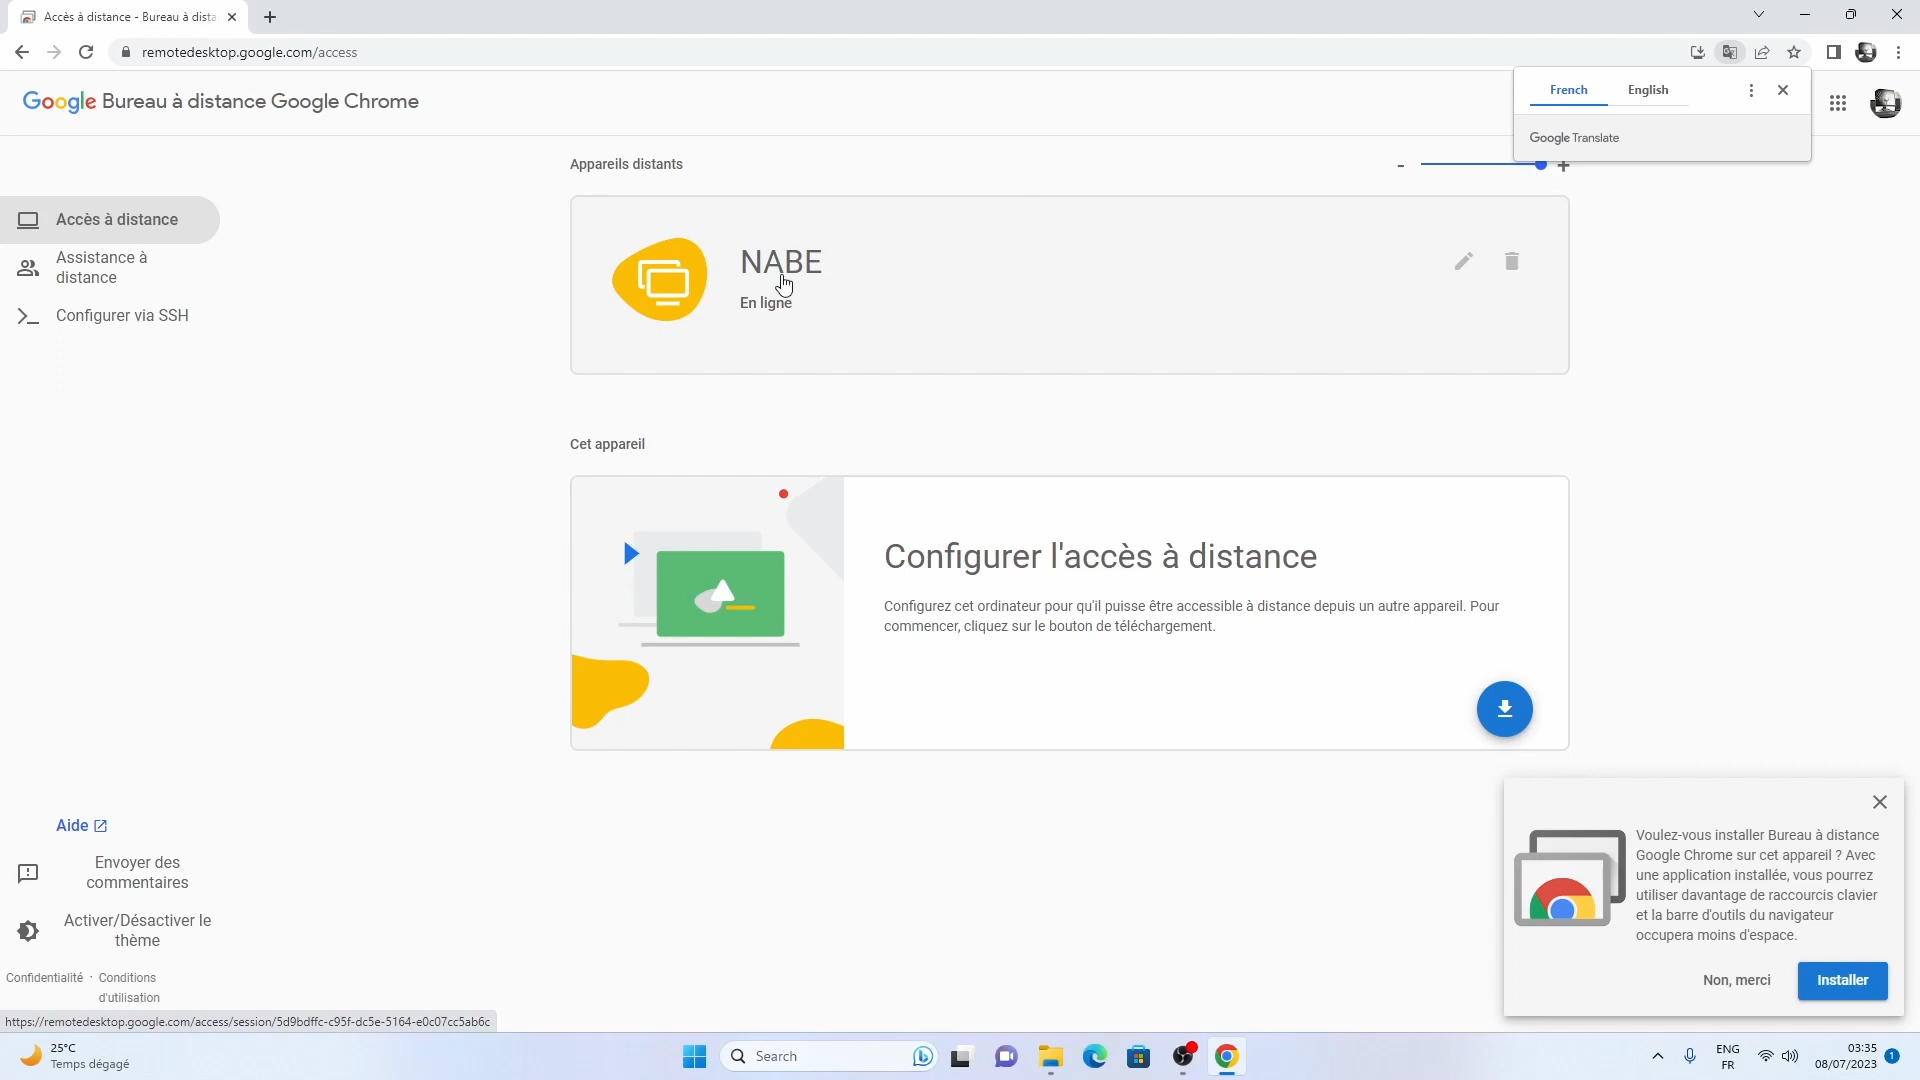 Accès à distance - Bureau à dista
remotedesktop.google.com/access
Google Bureau à distance Google Chrome
French
English
Google Translate
Appareils distants
-
+
Accès à distance
Assistance à
distance
Configurer via SSH
NABE
En ligne
Cet appareil
Configurer l'accès à distance
Configurez cet ordinateur pour qu'il puisse être accessible à distance depuis un autre appareil. Pour
commencer, cliquez sur le bouton de téléchargement.
Aide
Envoyer des
commentaires
Activer/Désactiver le
thème
Confidentialité · Conditions
d'utilisation
Voulez-vous installer Bureau à distance
Google Chrome sur cet appareil ? Avec
une application installée, vous pourrez
utiliser davantage de raccourcis clavier
et la barre d'outils du navigateur
occupera moins d'espace.
Non, merci
Installer
https://remotedesktop.google.com/access/session/5d9bdffc-c95f-dc5e-5164-e0c07cc5ab6c
25°C
Temps dégagé
Search
ENG
FR
03:35
08/07/2023
1